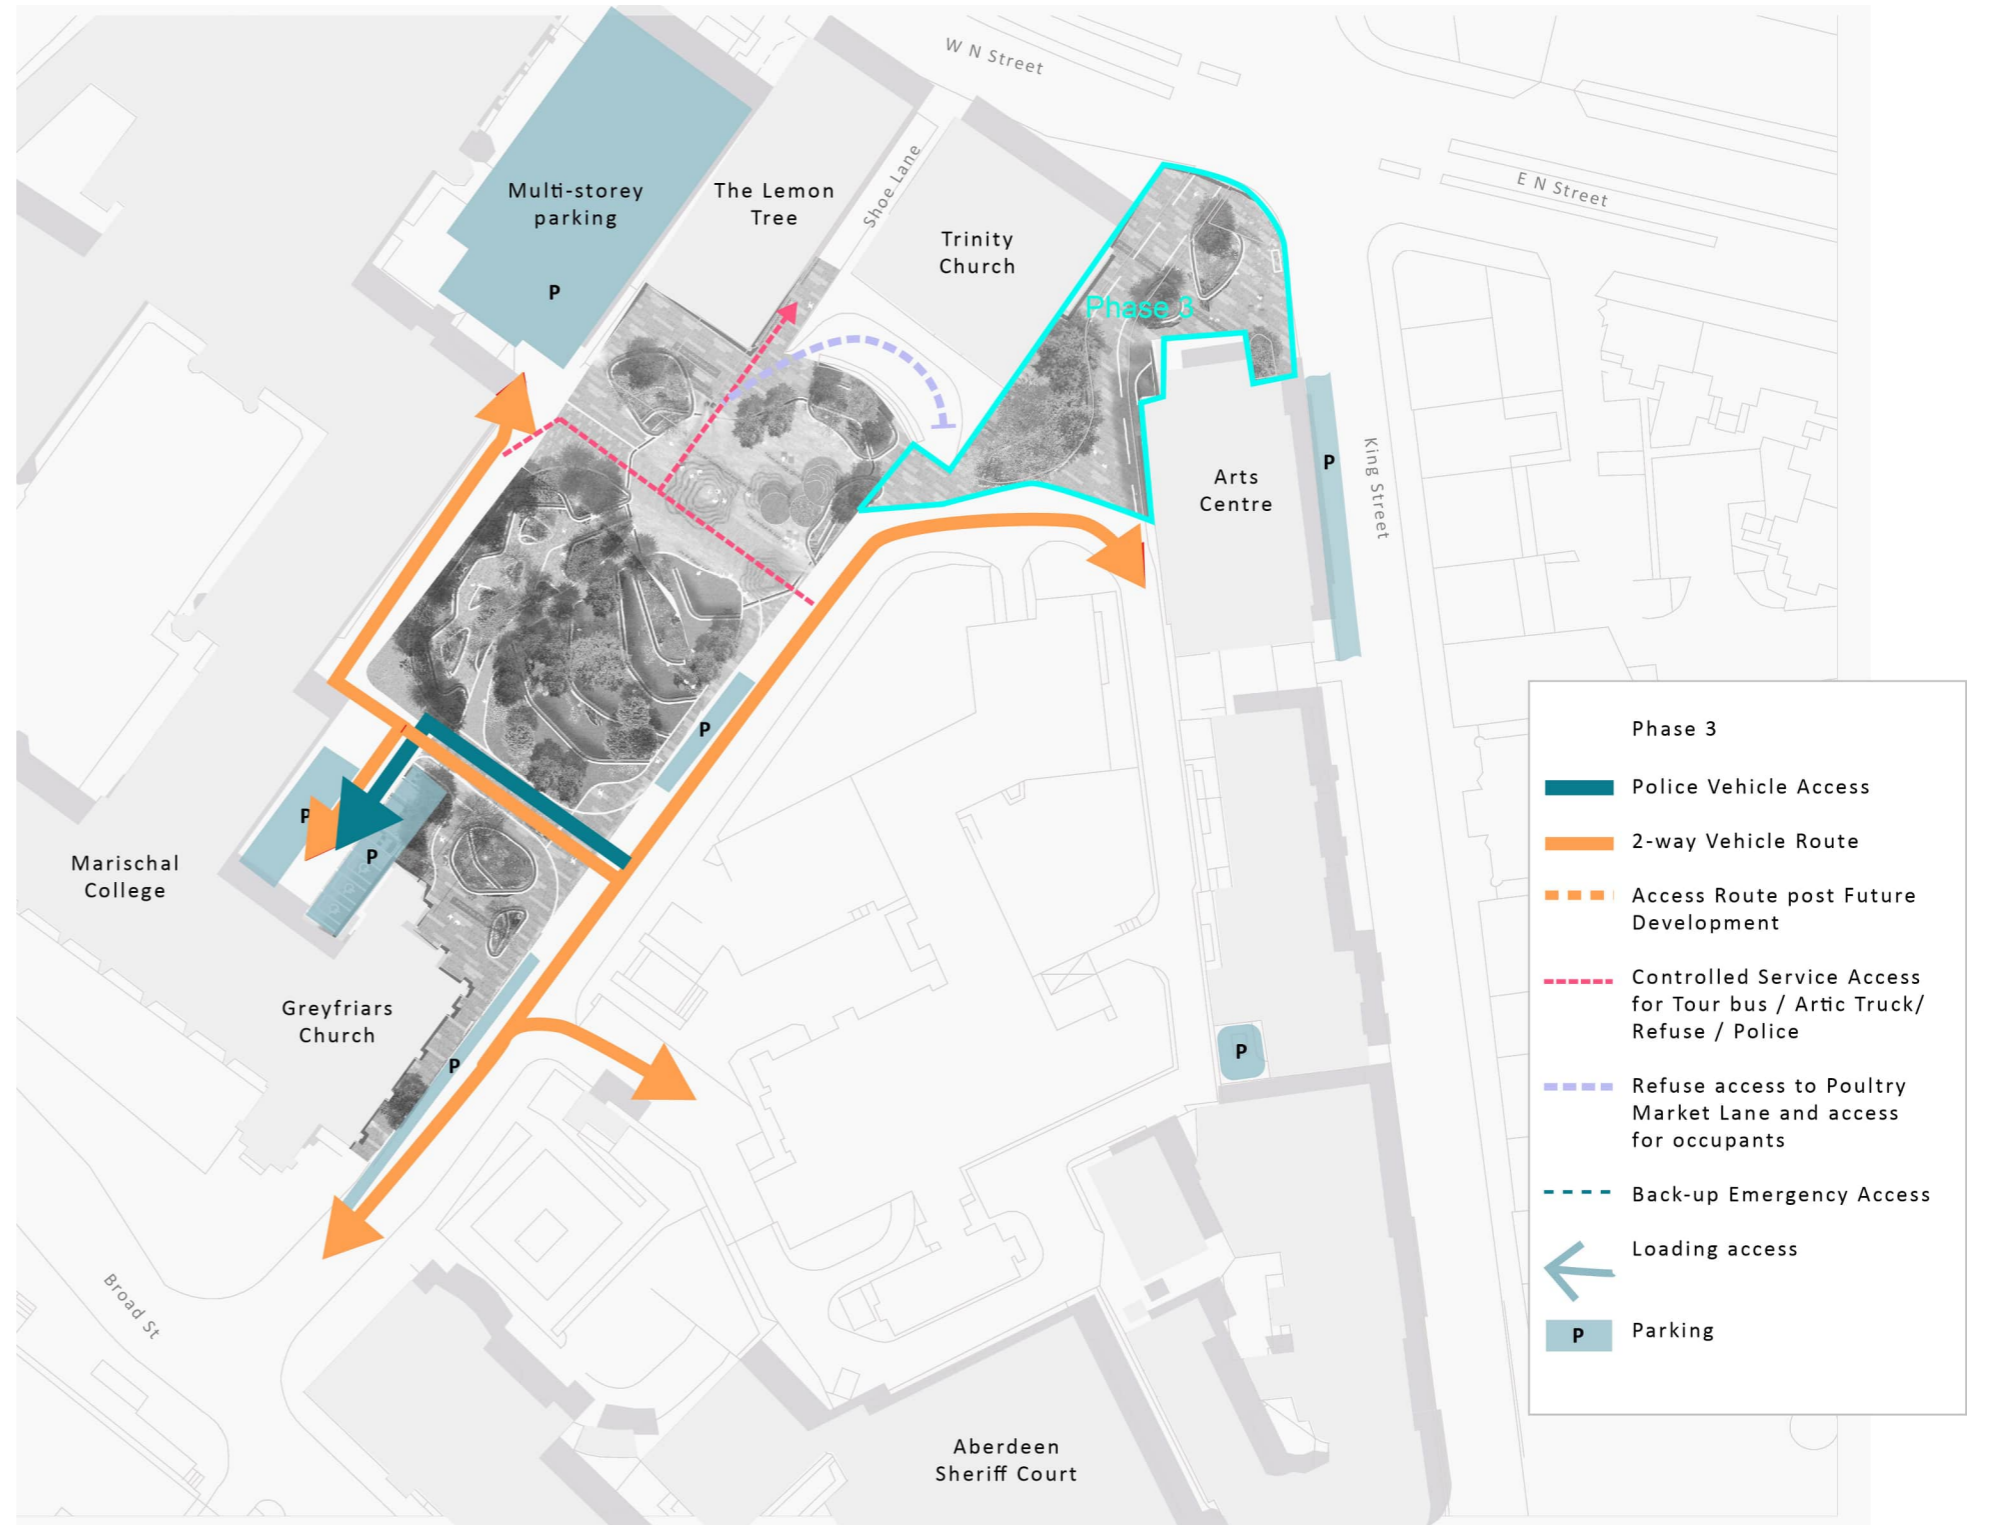 W N Street
E N Street
Multi-storey
parking
P
The Lemon
Tree
Shoe Lane
Trinity
Church
Phase 3
Arts
Centre
P
King Street
P
P
P
Marischal
College
Greyfriars
Church
P
P
Broad St
Aberdeen
Sheriff Court
Phase 3
Police Vehicle Access
2-way Vehicle Route
Access Route post Future
Development
Controlled Service Access
for Tour bus / Artic Truck/
Refuse / Police
Refuse access to Poultry
Market Lane and access
for occupants
Back-up Emergency Access
Loading access
P Parking